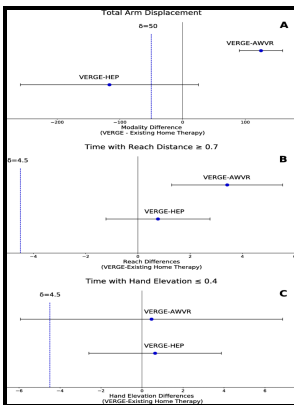 Total Arm Displacement
δ=50
A
VERGE-AWVR
VERGE-HEP
-200 -100 0 100
Modality Difference
(VERGE - Existing Home Therapy)
Time with Reach Distance ≥ 0.7
δ=4.5
B
VERGE-AWVR
VERGE-HEP
-4 -2 0 2 4 6
Reach Differences
(VERGE-Existing Home Therapy)
Time with Hand Elevation ≤ 0.4
δ=4.5
C
VERGE-AWVR
VERGE-HEP
-6 -4 -2 0 2 4 6
Hand Elevation Differences
(VERGE-Existing Home Therapy)